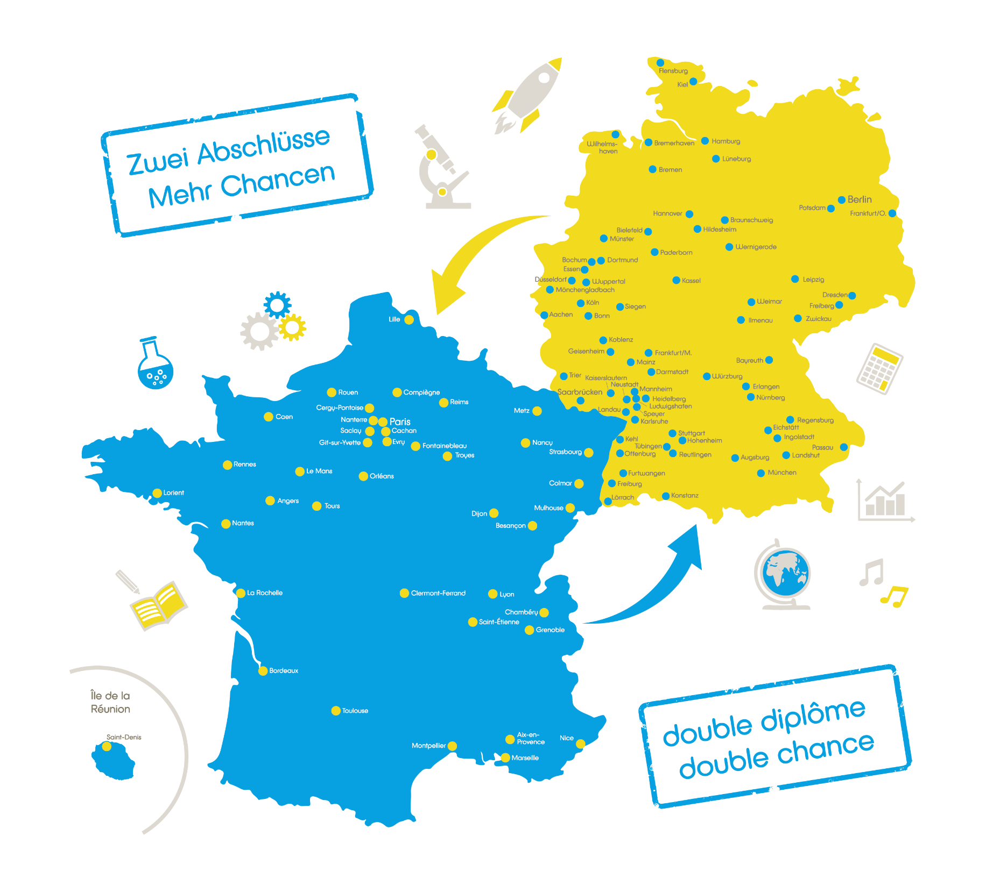 Zwei Abschlüsse
Mehr Chancen
Flensburg
Kiel
Wilhelms-
haven
Bremerhaven
Hamburg
Lüneburg
Bremen
Berlin
Potsdam
Frankfurt/O.
Hannover
Braunschweig
Hildesheim
Bielefeld
Münster
Wernigerode
Paderborn
Bochum
Dortmund
Essen
Düsseldorf
Wuppertal
Kassel
Leipzig
Mönchengladbach
Dresden
Köln
Siegen
Weimar
Freiberg
Aachen
Bonn
Ilmenau
Zwickau
Koblenz
Geisenheim
Frankfurt/M.
Mainz
Bayreuth
Darmstadt
Trier
Kaiserslautern
Würzburg
Neustadt
Erlangen
Saarbrücken
Mannheim
Heidelberg
Nürnberg
Ludwigshafen
Landau
Speyer
Karlsruhe
Regensburg
Eichstätt
Stuttgart
Ingolstadt
Kehl
Hohenheim
Tübingen
Passau
Offenburg
Reutlingen
Augsburg
Landshut
Furtwangen
München
Freiburg
Lörrach
Konstanz
Lille
Rouen
Compiègne
Reims
Cergy-Pontoise
Metz
Caen
Nanterre
Paris
Saclay
Cachan
Gif-sur-Yvette
Evry
Fontainebleau
Nancy
Troyes
Strasbourg
Rennes
Le Mans
Orléans
Colmar
Lorient
Angers
Tours
Mulhouse
Dijon
Besançon
Nantes
La Rochelle
Clermont-Ferrand
Lyon
Chambéry
Saint-Étienne
Grenoble
Bordeaux
Toulouse
Montpellier
Aix-en-
Provence
Nice
Marseille
Île de la
Réunion
Saint-Denis
double diplôme
double chance